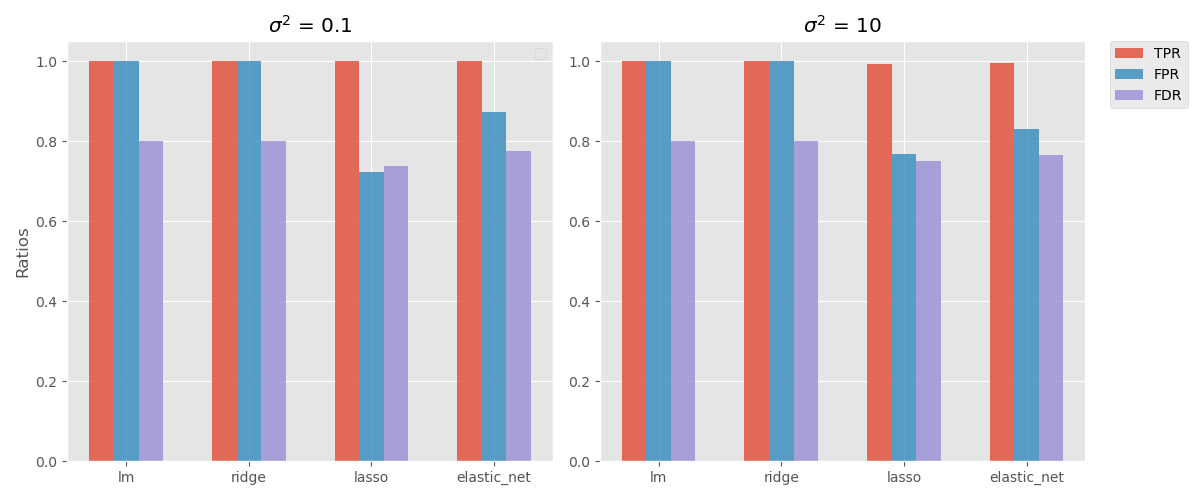 σ² = 0.1
Ratios
1.0
0.8
0.6
0.4
0.2
0.0
lm ridge lasso elastic_net
σ² = 10
1.0
0.8
0.6
0.4
0.2
0.0
lm ridge lasso elastic_net
TPR
FPR
FDR